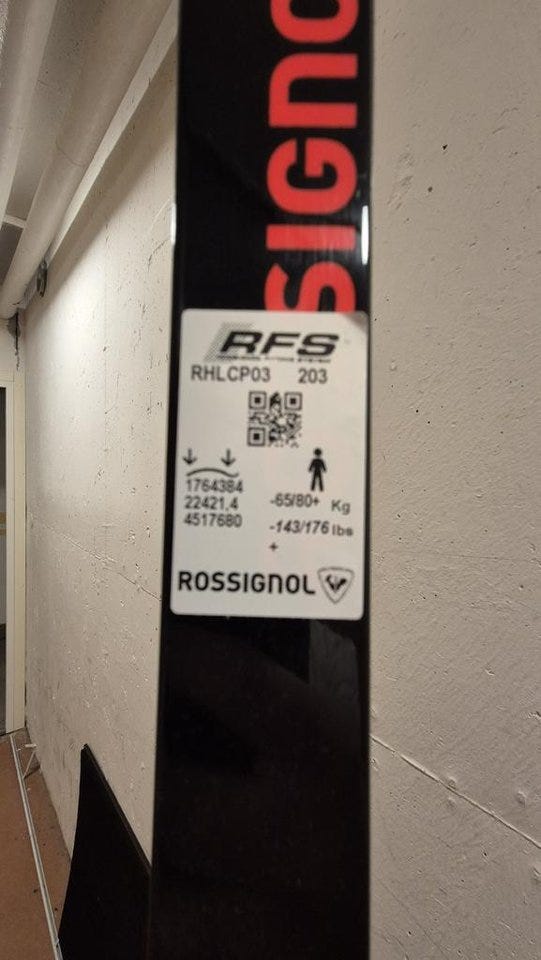 SIGNO
RFS
RHLCP03 203
1764384
22421,4
4517680
-65/80+ Kg
-143/176 lbs
+
ROSSIGNOL